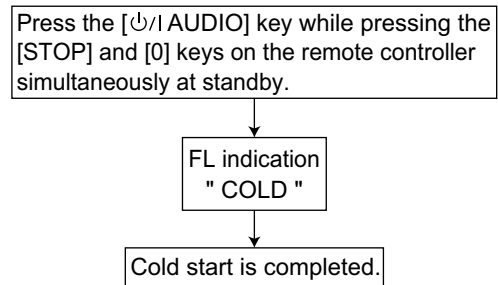 Press the [⏻/I AUDIO] key while pressing the
[STOP] and [0] keys on the remote controller
simultaneously at standby.
FL indication
" COLD "
Cold start is completed.